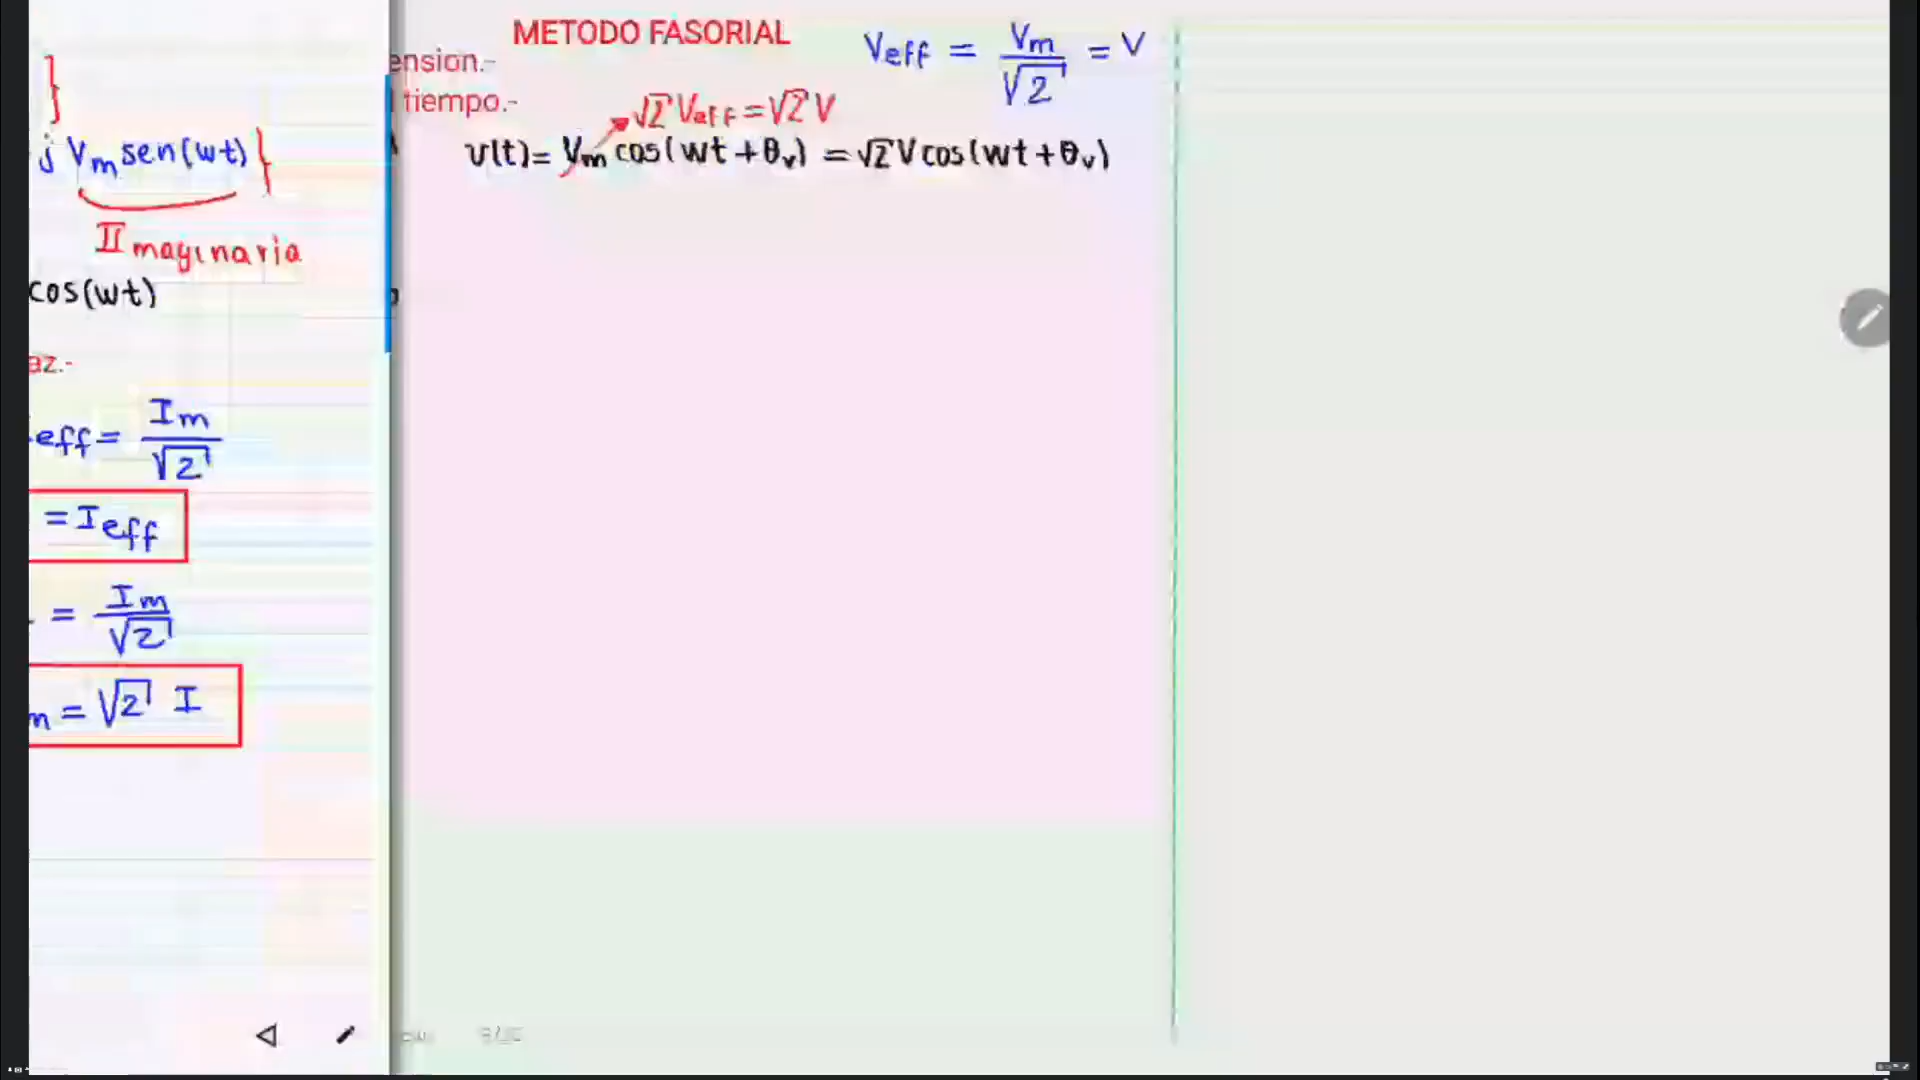 }
j Vm sen(wt) }
IImaginaria
cos(wt)
az.-
eff = Im/√2
= Ieff
= Im/√2
m = √2 I
METODO FASORIAL
Veff = Vm/√2 = V
ension.-
tiempo.-
√2 Veff = √2 V
v(t) = Vm cos(wt + θv) = √2 V cos(wt + θv)